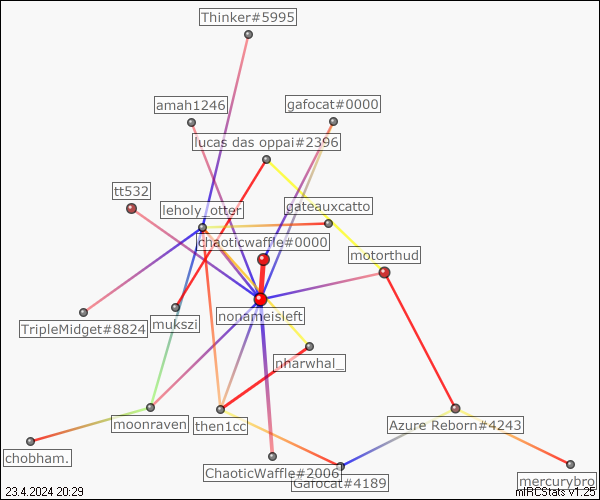 Thinker#5995
amah1246
gafocat#0000
lucas das oppai#2396
tt532
leholy_otter
gateauxcatto
chaoticwaffle#0000
motorthud
nonameisleft
TripleMidget#8824
mukszi
nharwhal_
moonraven
then1cc
Azure Reborn#4243
chobham.
ChaoticWaffle#2006
Gafocat#4189
mercurybro
23.4.2024 20:29
mIRCStats v1.25